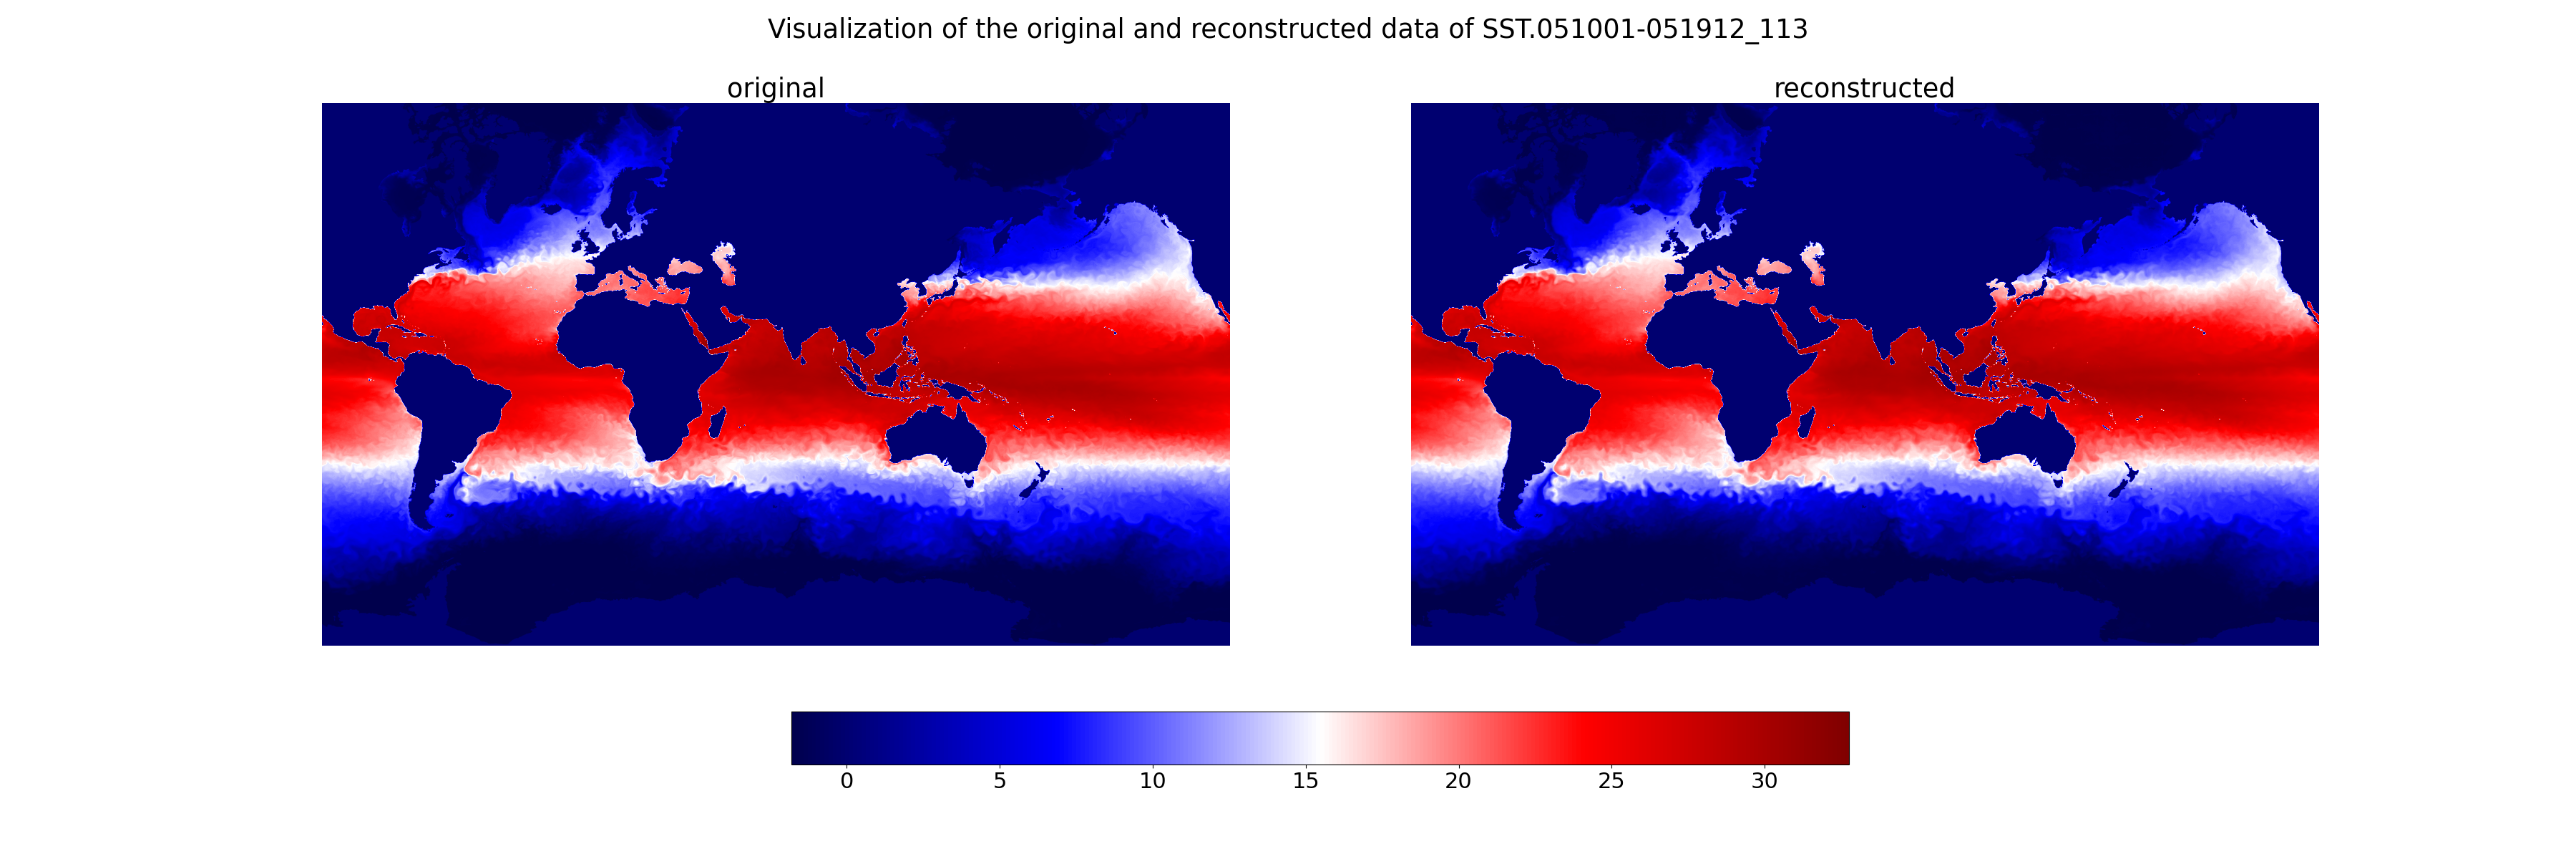 Visualization of the original and reconstructed data of SST.051001-051912_113
original
reconstructed
0 5 10 15 20 25 30